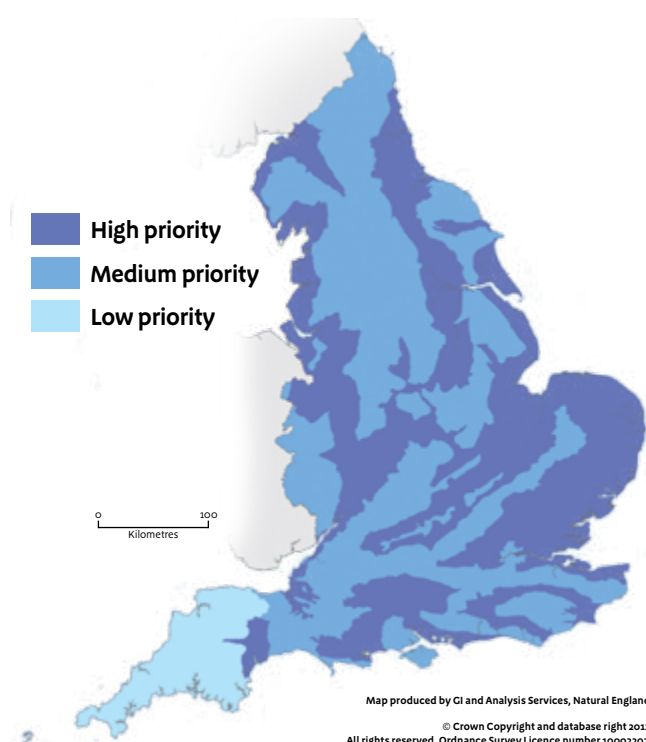 High priority
Medium priority
Low priority
0 100
Kilometres
Map produced by GI and Analysis Services, Natural England
© Crown Copyright and database right
All rights reserved. Ordnance Survey Licence number